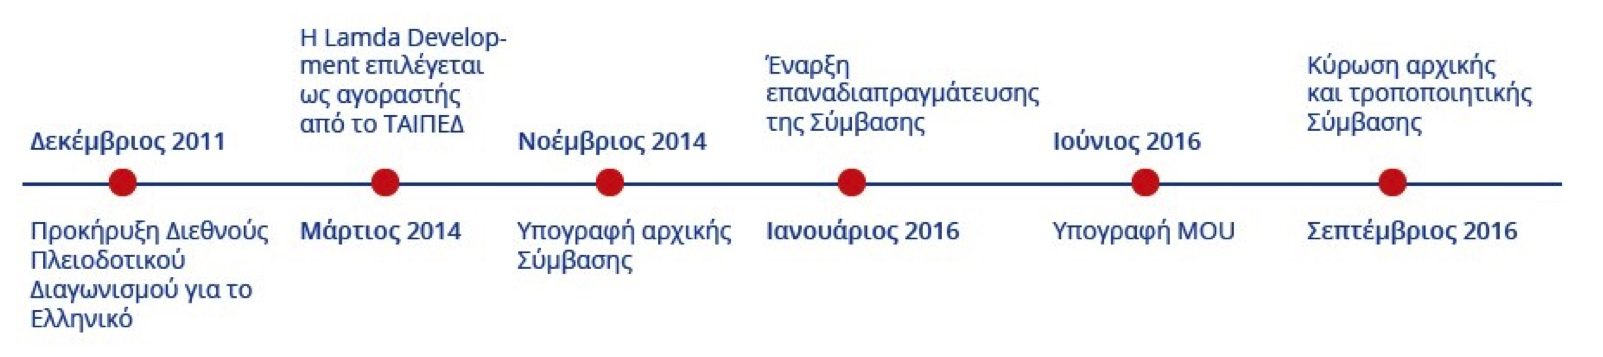 Δεκέμβριος 2011
Προκήρυξη Διεθνούς
Πλειοδοτικού
Διαγωνισμού για το
Ελληνικό
Η Lamda Develop-
ment επιλέγεται
ως αγοραστής
από το ΤΑΙΠΕΔ
Μάρτιος 2014
Νοέμβριος 2014
Υπογραφή αρχικής
Σύμβασης
Έναρξη
επαναδιαπραγμάτευσης
της Σύμβασης
Ιανουάριος 2016
Ιούνιος 2016
Υπογραφή MOU
Κύρωση αρχικής
και τροποποιητικής
Σύμβασης
Σεπτέμβριος 2016